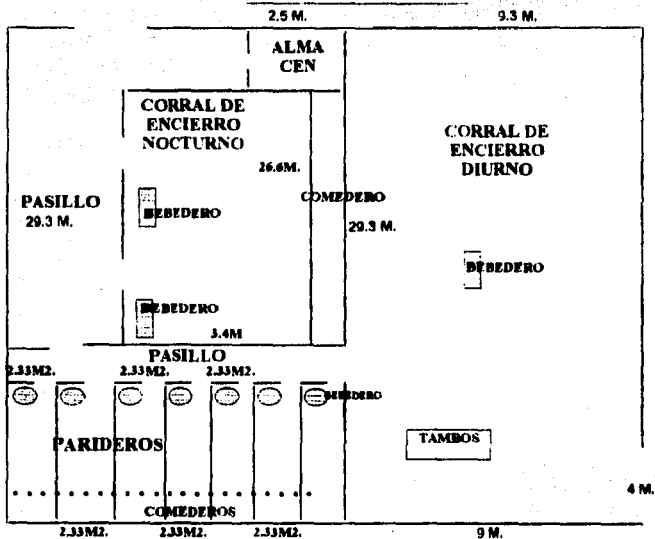 2.5 M.
9.3 M.
ALMA
CEN
CORRAL DE
ENCIERRO
NOCTURNO
CORRAL DE
ENCIERRO
DIURNO
26.6M.
PASILLO
29.3 M.
COMEDERO
BEBEDERO
29.3 M.
BEBEDERO
BEBEDERO
3.4M
PASILLO
2.33M2.
2.33M2.
2.33M2.
BEBEDERO
PARIDEROS
TAMBOS
4 M.
COMEDEROS
2.33M2.
2.33M2.
2.33M2.
9 M.